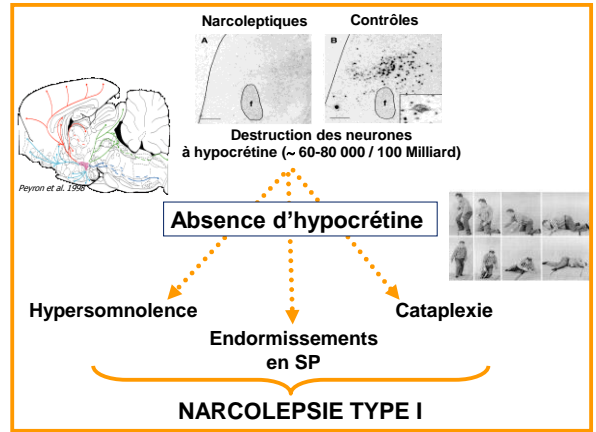 Narcoleptiques Contrôles
A B
f f
Destruction des neurones
à hypocrétine (~ 60-80 000 / 100 Milliard)
Peyron et al. 1998
Absence d'hypocrétine
Hypersomnolence Cataplexie
Endormissements
en SP
NARCOLEPSIE TYPE I